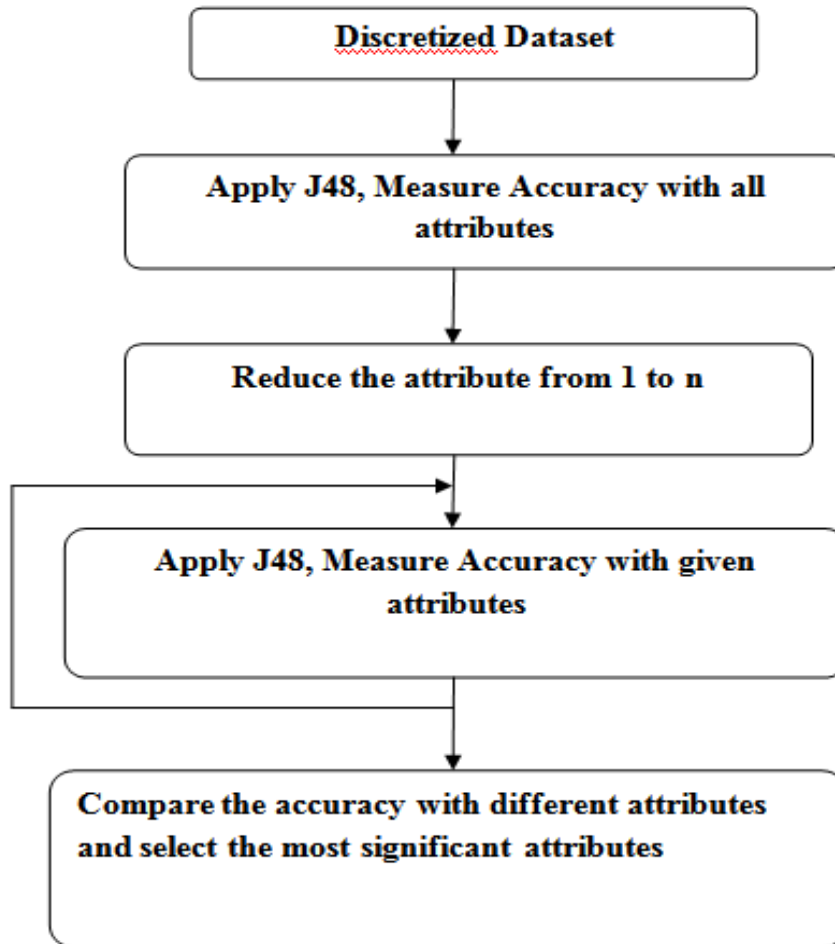 Discretized Dataset
Apply J48, Measure Accuracy with all
attributes
Reduce the attribute from 1 to n
Apply J48, Measure Accuracy with given
attributes
Compare the accuracy with different attributes
and select the most significant attributes